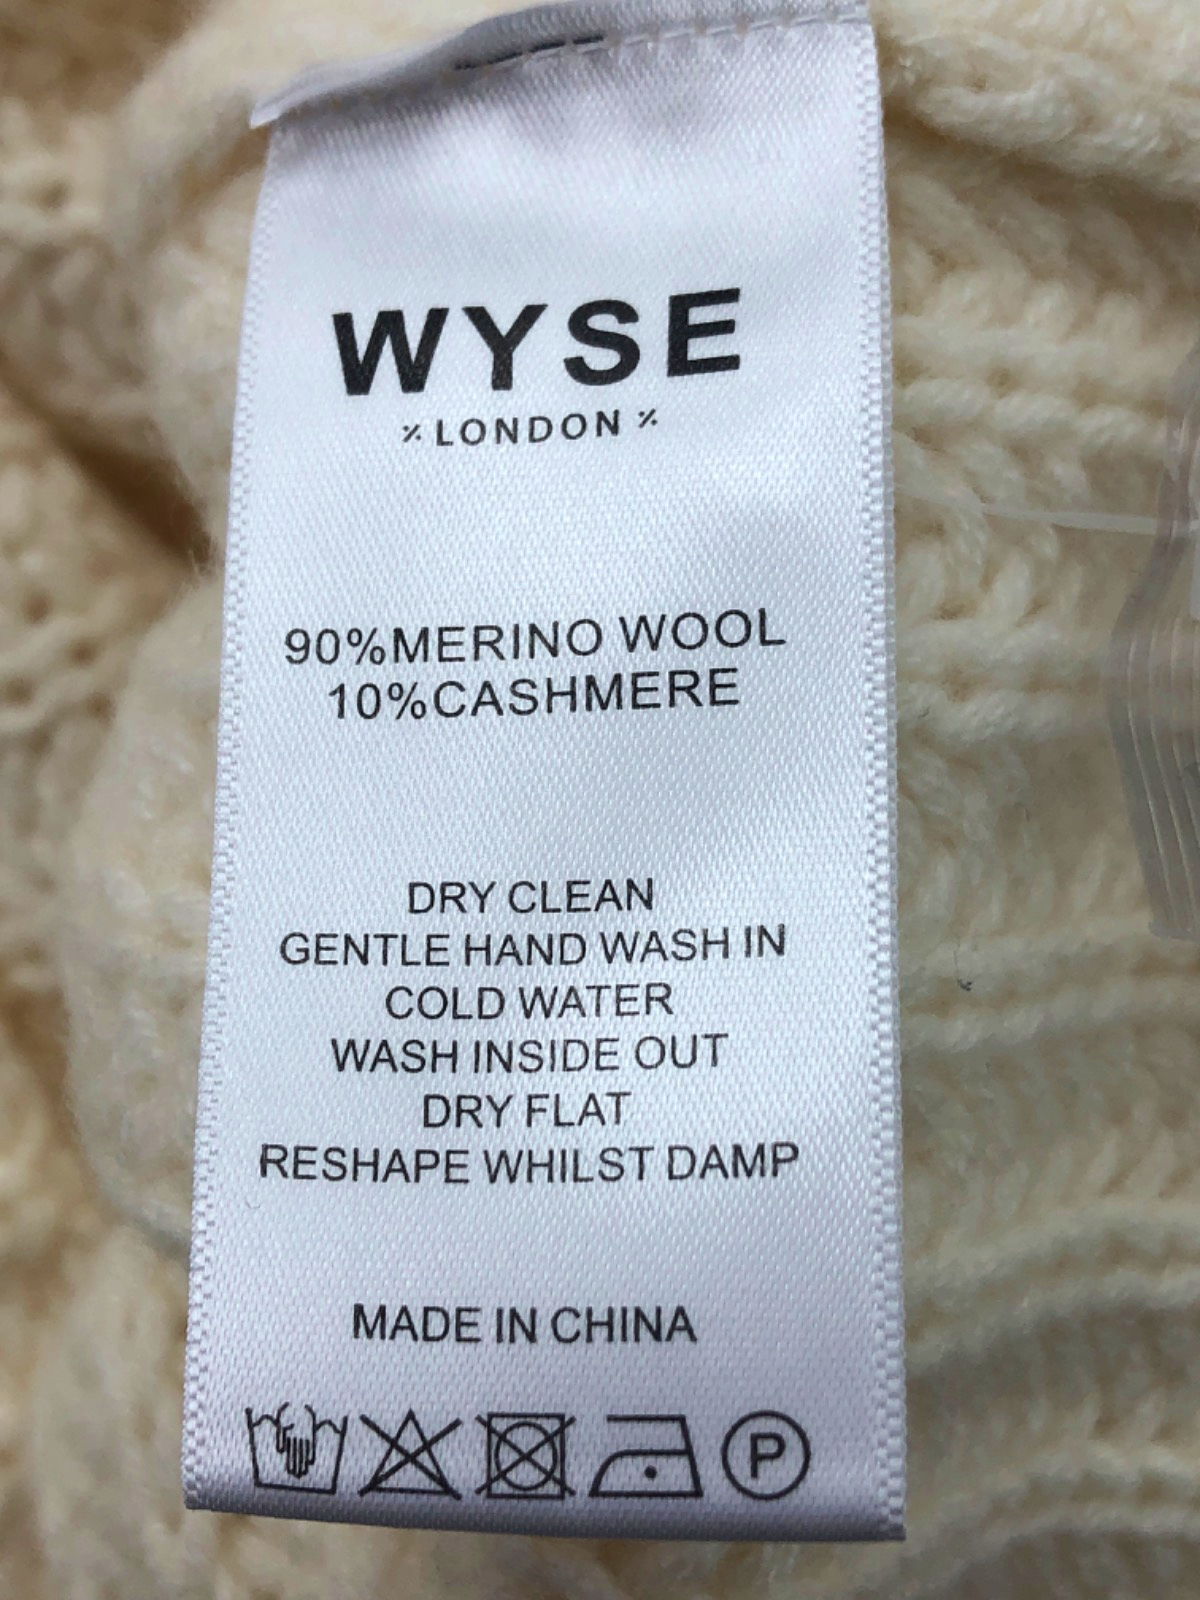 WYSE
LONDON
90%MERINO WOOL
10%CASHMERE
DRY CLEAN
GENTLE HAND WASH IN
COLD WATER
WASH INSIDE OUT
DRY FLAT
RESHAPE WHILST DAMP
MADE IN CHINA
P